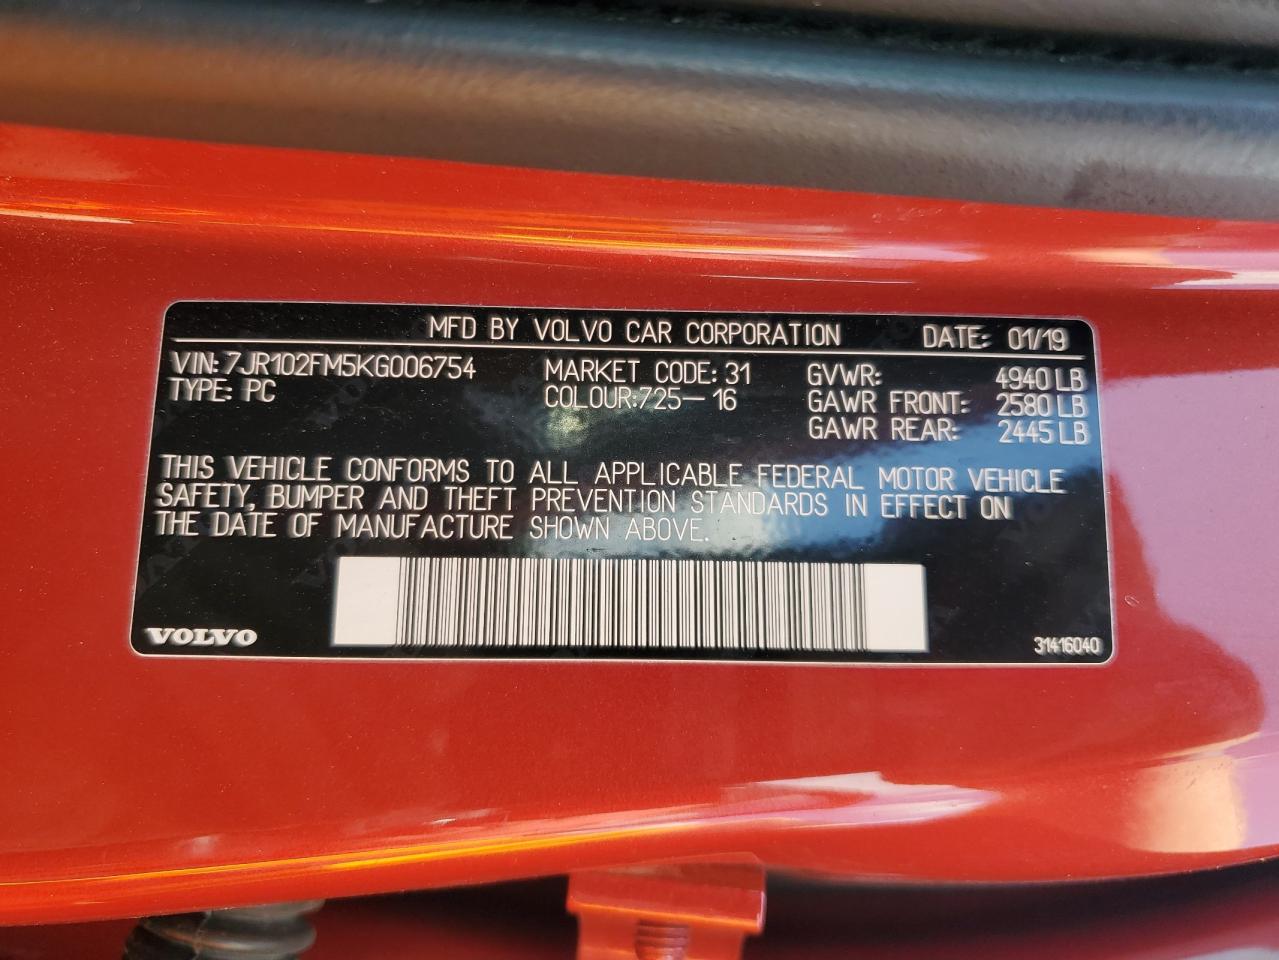 MFD BY VOLVO CAR CORPORATION DATE: 01/19
VIN: 7JR102FM5KG006754 MARKET CODE: 31 GVWR: 4940 LB
TYPE: PC COLOUR:725-16 GAWR FRONT: 2580 LB
GAWR REAR: 2445 LB
THIS VEHICLE CONFORMS TO ALL APPLICABLE FEDERAL MOTOR VEHICLE
SAFETY, BUMPER AND THEFT PREVENTION STANDARDS IN EFFECT ON
THE DATE OF MANUFACTURE SHOWN ABOVE.
VOLVO 31416040